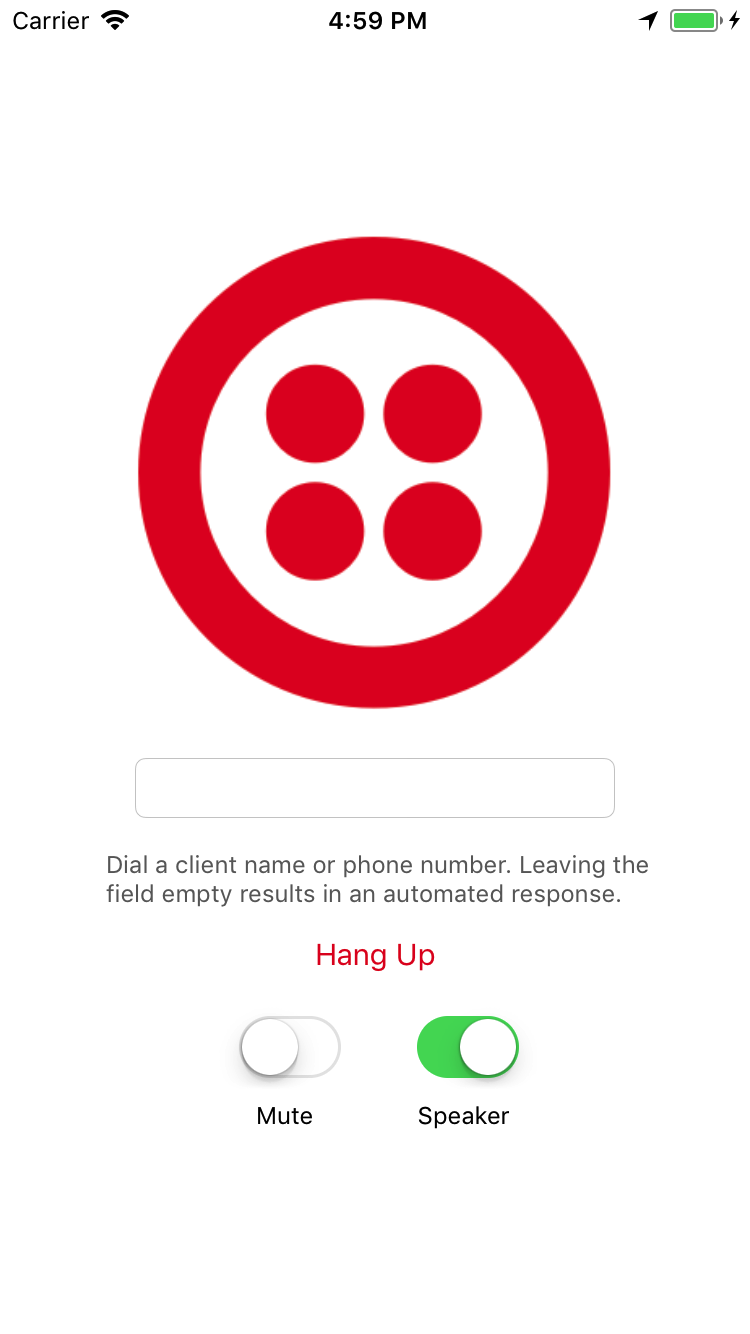 Carrier 4:59 PM
Dial a client name or phone number. Leaving the
field empty results in an automated response.
Hang Up
Mute Speaker